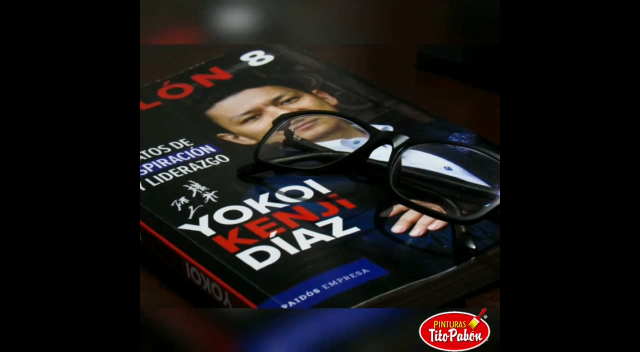 LÓN 8
ATOS DE
SPIRACIÓN
Y LIDERAZGO
YOKOI
KENJI
DÍAZ
PAIDÓS EMPRESA
YOKOI
PINTURAS
TitoPabón